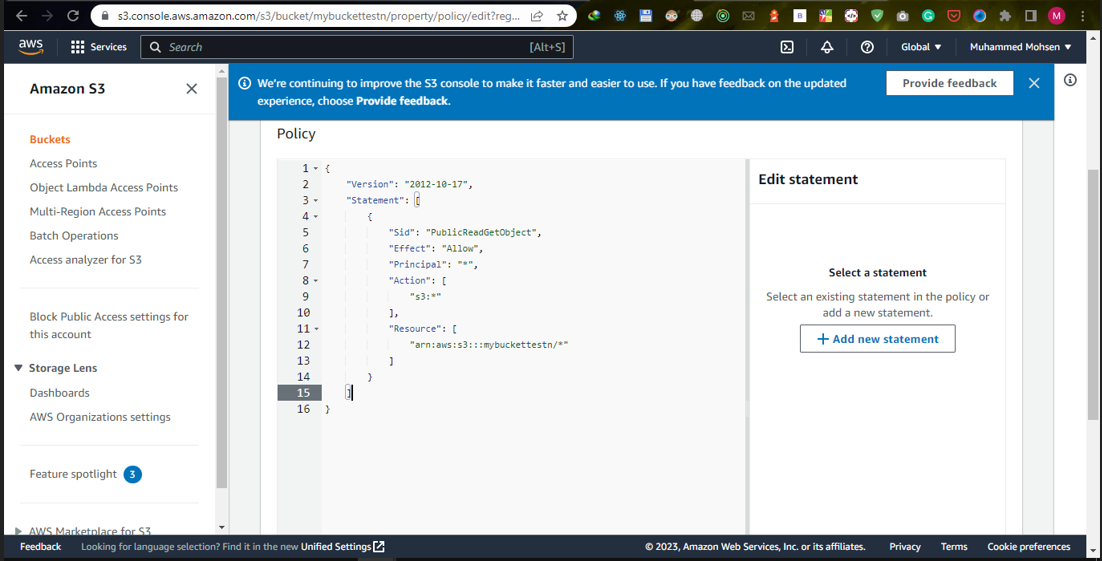 s3.console.aws.amazon.com/s3/bucket/mybuckettestn/property/policy/edit?reg...
aws
Services
Search
[Alt+S]
Global
Muhammed Mohsen
Amazon S3
Buckets
Access Points
Object Lambda Access Points
Multi-Region Access Points
Batch Operations
Access analyzer for S3
Block Public Access settings for
this account
Storage Lens
Dashboards
AWS Organizations settings
Feature spotlight 3
AWS Marketplace for S3
We're continuing to improve the S3 console to make it faster and easier to use. If you have feedback on the updated
experience, choose Provide feedback.
Provide feedback
Policy
1 {
2 "Version": "2012-10-17",
3 "Statement": [
4 {
5 "Sid": "PublicReadGetObject",
6 "Effect": "Allow",
7 "Principal": "*",
8 "Action": [
9 "s3:*"
10 ],
11 "Resource": [
12 "arn:aws:s3:::mybuckettestn/*"
13 ]
14 }
15 ]
16 }
Edit statement
Select a statement
Select an existing statement in the policy or
add a new statement.
+ Add new statement
Feedback
Looking for language selection? Find it in the new Unified Settings
© 2023, Amazon Web Services, Inc. or its affiliates.
Privacy
Terms
Cookie preferences